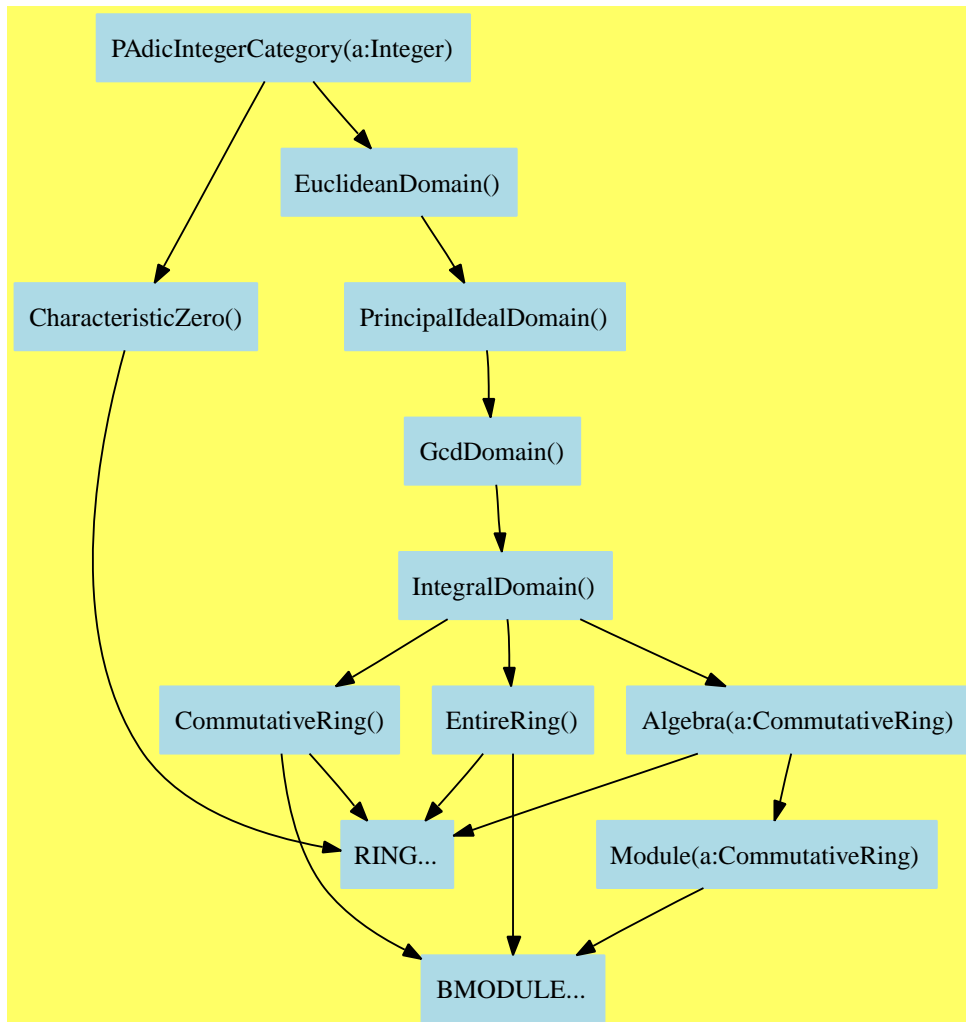 PAdicIntegerCategory(a:Integer)
EuclideanDomain()
CharacteristicZero()
PrincipalIdealDomain()
GcdDomain()
IntegralDomain()
CommutativeRing()
EntireRing()
Algebra(a:CommutativeRing)
RING...
Module(a:CommutativeRing)
BMODULE...